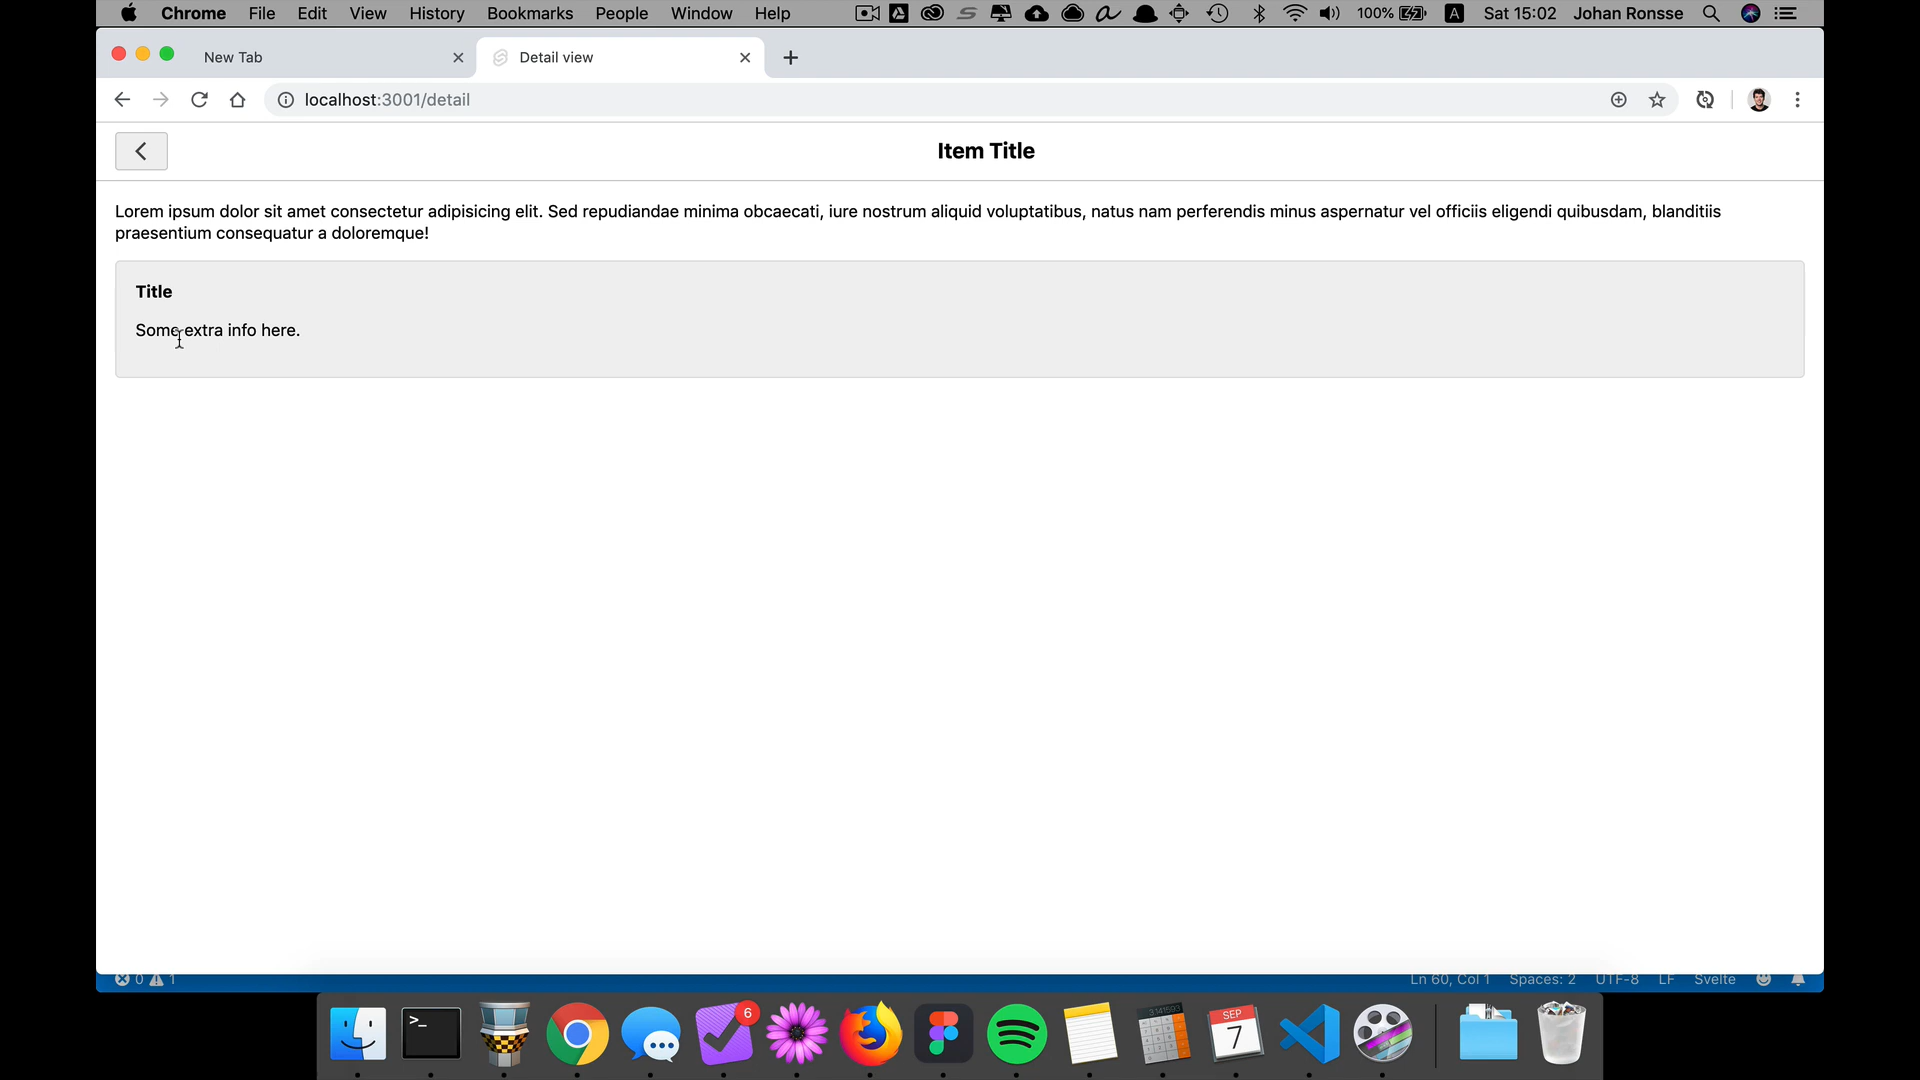 Chrome File Edit View History Bookmarks People Window Help 100% A Sat 15:02 Johan Ronsse
New Tab
Detail view
localhost:3001/detail
Item Title
Lorem ipsum dolor sit amet consectetur adipisicing elit. Sed repudiandae minima obcaecati, iure nostrum aliquid voluptatibus, natus nam perferendis minus aspernatur vel officiis eligendi quibusdam, blanditiis
praesentium consequatur a doloremque!
Title
Some extra info here.
0 1 Ln 60, Col 1 Spaces: 2 UTF-8 LF Svelte
>_
6
SEP
7